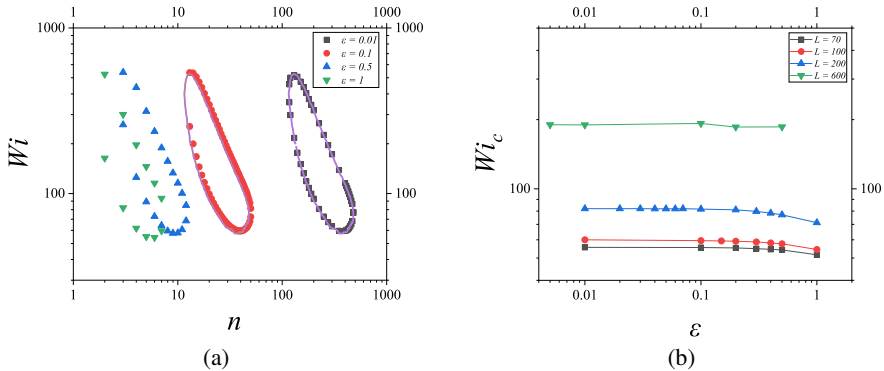 1 10 100 1000
1000 1000
ε = 0.01
ε = 0.1
ε = 0.5
ε = 1
Wi
100 100
1 10 100 1000
n
(a)
0.01 0.1 1
L = 70
L = 100
L = 200
L = 600
Wi_c
100 100
0.01 0.1 1
ε
(b)